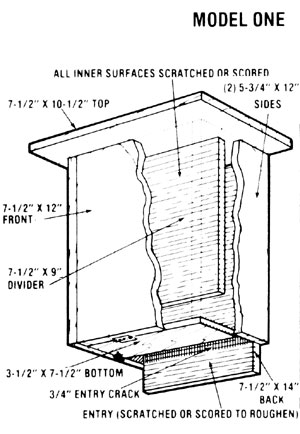 MODEL ONE
ALL INNER SURFACES SCRATCHED OR SCORED
7-1/2" X 10-1/2" TOP
(2) 5-3/4" X 12"
SIDES
7-1/2" X 12"
FRONT
7-1/2" X 9"
DIVIDER
3-1/2" X 7-1/2" BOTTOM
3/4" ENTRY CRACK
7-1/2" X 14"
BACK
ENTRY (SCRATCHED OR SCORED TO ROUGHEN)